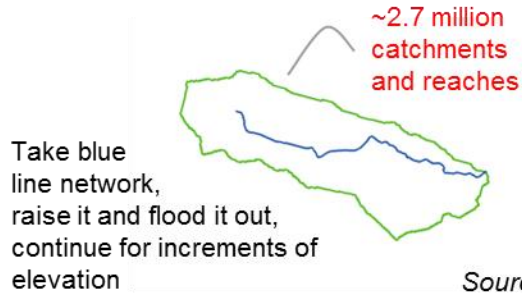 ~2.7 million
catchments
and reaches
Take blue
line network,
raise it and flood it out,
continue for increments of
elevation